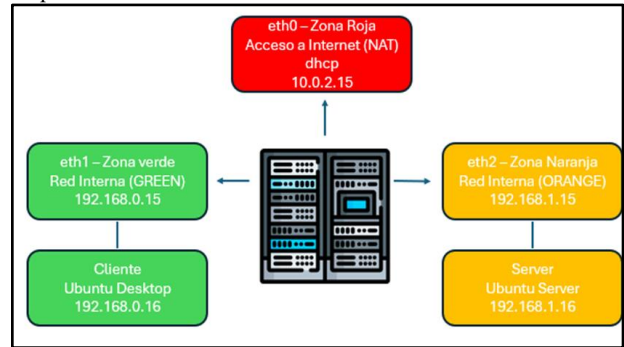 eth0 – Zona Roja
Acceso a Internet (NAT)
dhcp
10.0.2.15
eth1 – Zona verde
Red Interna (GREEN)
192.168.0.15
eth2 – Zona Naranja
Red Interna (ORANGE)
192.168.1.15
Cliente
Ubuntu Desktop
192.168.0.16
Server
Ubuntu Server
192.168.1.16